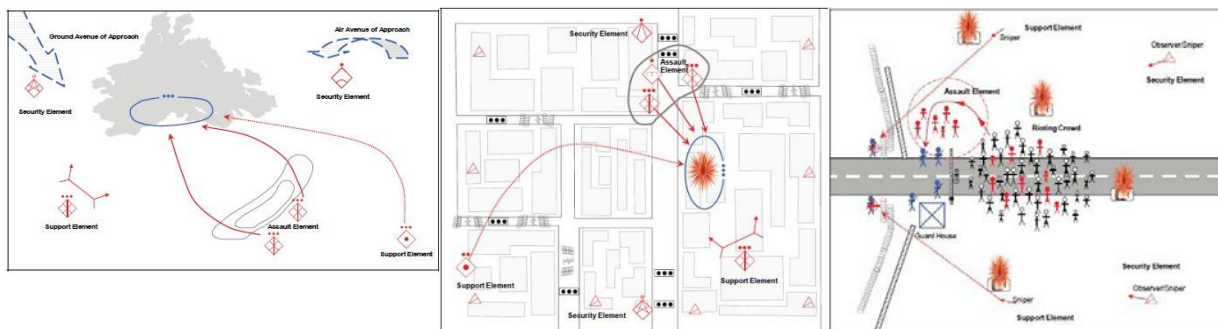 Ground Avenue of Approach
Air Avenue of Approach
Security Element
Security Element
Support Element
Assault Element
Support Element
Security Element
Assault
Element
Support Element
Support Element
Security Element
Support Element
Sniper
Observer/Sniper
Security Element
Assault Element
Rioting Crowd
Gate
Guard House
Security Element
Observer/Sniper
Sniper
Support Element